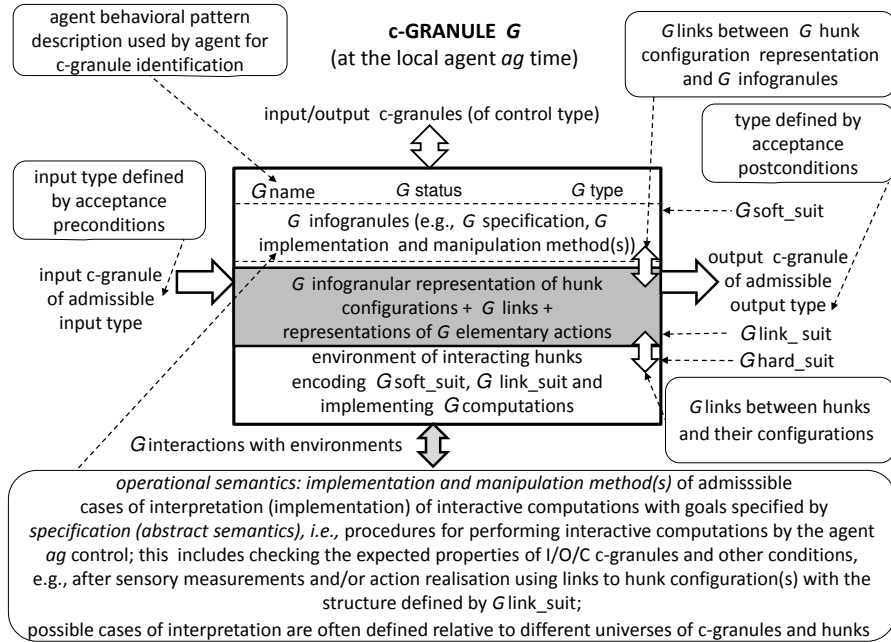 agent behavioral pattern
description used by agent for
c-granule identification
c-GRANULE G
(at the local agent ag time)
G links between G hunk
configuration representation
and G infogranules
input/output c-granules (of control type)
type defined by
acceptance
postconditions
input type defined
by acceptance
preconditions
G name
G status
G type
G soft_suit
G infogranules (e.g., G specification, G
implementation and manipulation method(s))
input c-granule
of admissible
input type
output c-granule
of admissible
output type
G infogranular representation of hunk
configurations + G links +
representations of G elementary actions
G link_ suit
G hard_suit
environment of interacting hunks
encoding G soft_suit, G link_suit and
implementing G computations
G links between hunks
and their configurations
G interactions with environments
operational semantics: implementation and manipulation method(s) of admisssible
cases of interpretation (implementation) of interactive computations with goals specified by
specification (abstract semantics), i.e., procedures for performing interactive computations by the agent
ag control; this includes checking the expected properties of I/O/C c-granules and other conditions,
e.g., after sensory measurements and/or action realisation using links to hunk configuration(s) with the
structure defined by G link_suit;
possible cases of interpretation are often defined relative to different universes of c-granules and hunks